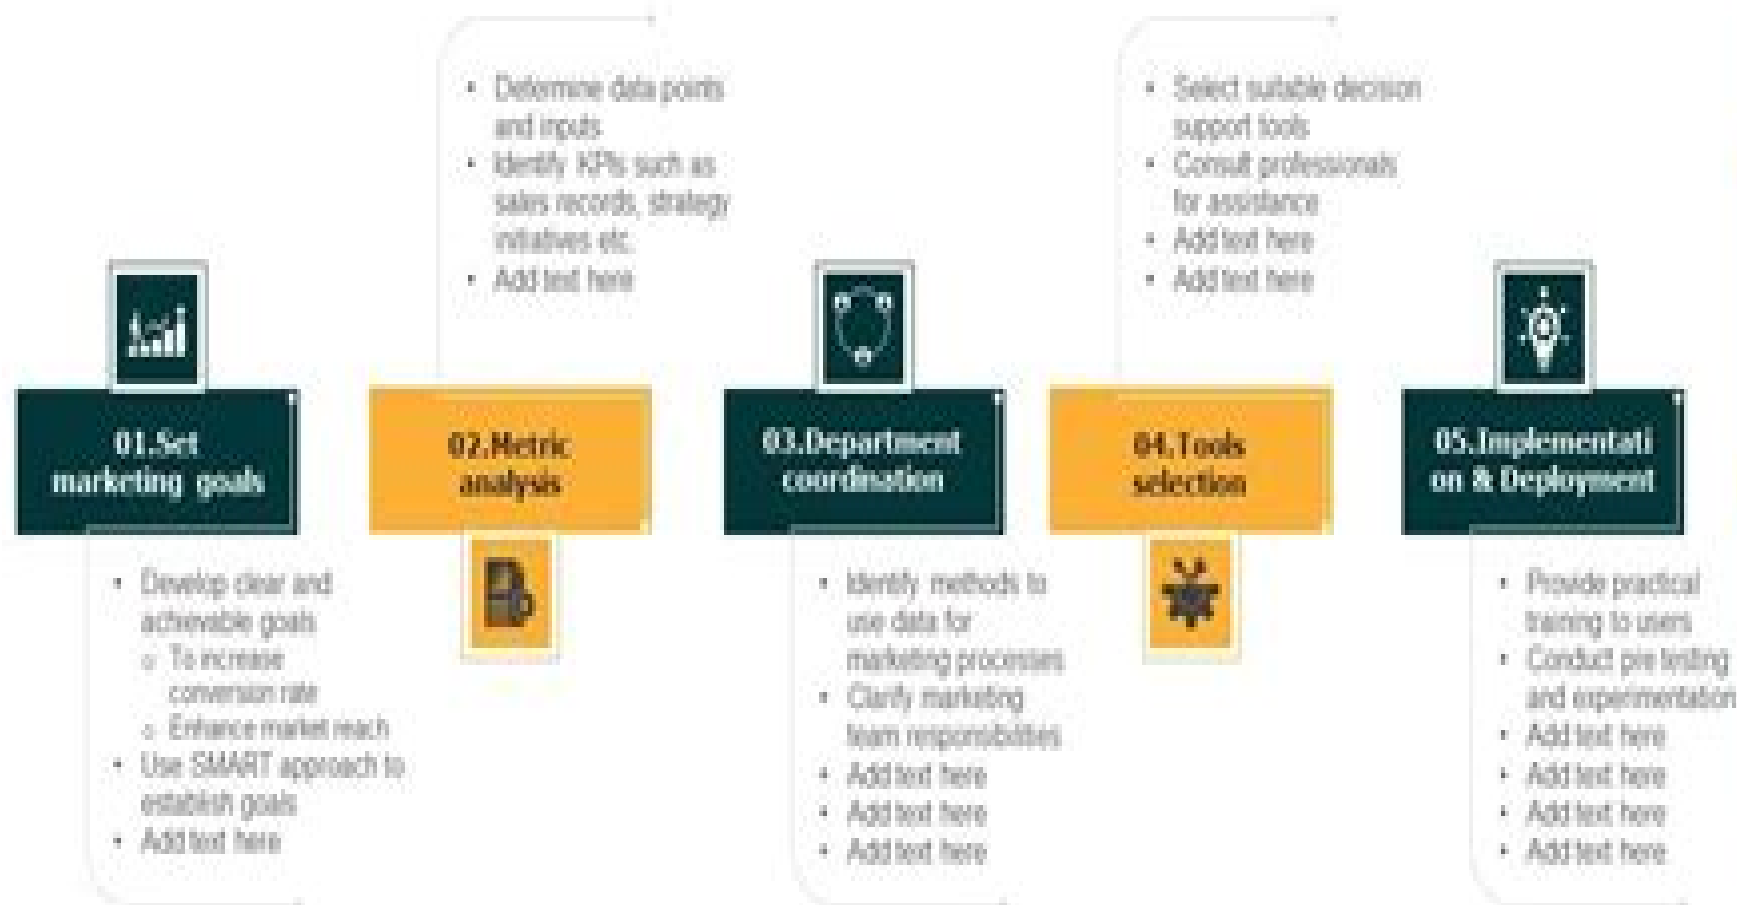 01.Set
marketing goals
• Develop clear and
achievable goals
o To increase
conversion rate
o Enhance market reach
• Use SMART approach to
establish goals
• Add text here
02.Metric
analysis
• Determine data points
and inputs
• Identify KPIs such as
sales records, strategy
initiatives etc.
• Add text here
03.Department
coordination
• Identify methods to
use data for
marketing processes
• Clarify marketing
team responsibilities
• Add text here
• Add text here
• Add text here
04.Tools
selection
• Select suitable decision
support tools
• Consult professionals
for assistance
• Add text here
• Add text here
05.Implementati
on & Deployment
• Provide practical
training to users
• Conduct pre testing
and experimentation
• Add text here
• Add text here
• Add text here
• Add text here